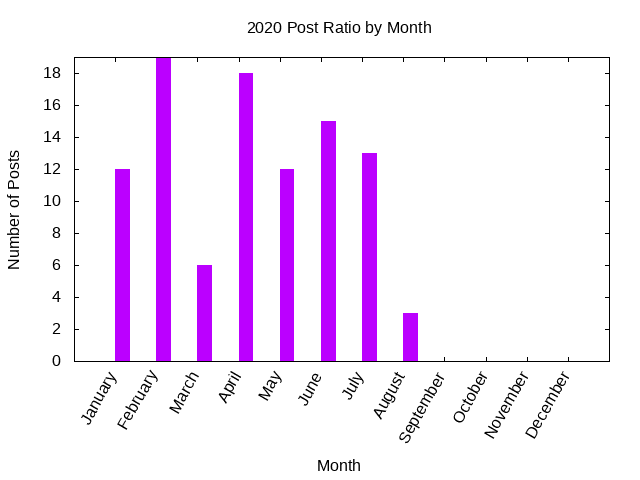 2020 Post Ratio by Month
18
16
14
12
10
8
6
4
2
0
Number of Posts
January
February
March
April
May
June
July
August
September
October
November
December
Month